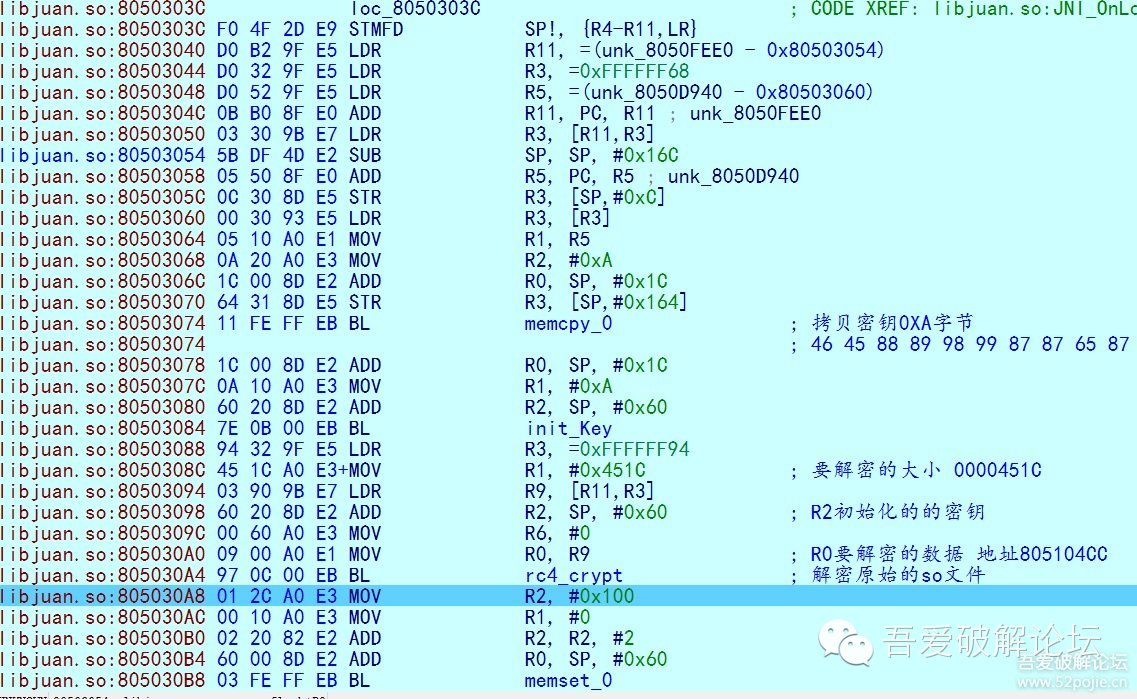 libjuan.so:8050303C loc_8050303C ; CODE XREF: libjuan.so:JNI_OnLo
libjuan.so:8050303C F0 4F 2D E9 STMFD SP!, {R4-R11,LR}
libjuan.so:80503040 D0 B2 9F E5 LDR R11, =(unk_8050FEE0 - 0x80503054)
libjuan.so:80503044 D0 32 9F E5 LDR R3, =0xFFFFFF68
libjuan.so:80503048 D0 52 9F E5 LDR R5, =(unk_8050D940 - 0x80503060)
libjuan.so:8050304C 0B B0 8F E0 ADD R11, PC, R11 ; unk_8050FEE0
libjuan.so:80503050 03 30 9B E7 LDR R3, [R11,R3]
libjuan.so:80503054 5B DF 4D E2 SUB SP, SP, #0x16C
libjuan.so:80503058 05 50 8F E0 ADD R5, PC, R5 ; unk_8050D940
libjuan.so:8050305C 0C 30 8D E5 STR R3, [SP,#0xC]
libjuan.so:80503060 00 30 93 E5 LDR R3, [R3]
libjuan.so:80503064 05 10 A0 E1 MOV R1, R5
libjuan.so:80503068 0A 20 A0 E3 MOV R2, #0xA
libjuan.so:8050306C 1C 00 8D E2 ADD R0, SP, #0x1C
libjuan.so:80503070 64 31 8D E5 STR R3, [SP,#0x164]
libjuan.so:80503074 11 FE FF EB BL memcpy_0 ; 拷贝密钥0XA字节
libjuan.so:80503074 ; 46 45 88 89 98 99 87 87 65 87
libjuan.so:80503078 1C 00 8D E2 ADD R0, SP, #0x1C
libjuan.so:8050307C 0A 10 A0 E3 MOV R1, #0xA
libjuan.so:80503080 60 20 8D E2 ADD R2, SP, #0x60
libjuan.so:80503084 7E 0B 00 EB BL init_Key
libjuan.so:80503088 94 32 9F E5 LDR R3, =0xFFFFFF94
libjuan.so:8050308C 45 1C A0 E3+MOV R1, #0x451C ; 要解密的大小 0000451C
libjuan.so:80503094 03 90 9B E7 LDR R9, [R11,R3]
libjuan.so:80503098 60 20 8D E2 ADD R2, SP, #0x60 ; R2初始化的的密钥
libjuan.so:8050309C 00 60 A0 E3 MOV R6, #0
libjuan.so:805030A0 09 00 A0 E1 MOV R0, R9 ; R0要解密的数据 地址805104CC
libjuan.so:805030A4 97 0C 00 EB BL rc4_crypt ; 解密原始的so文件
libjuan.so:805030A8 01 2C A0 E3 MOV R2, #0x100
libjuan.so:805030AC 00 10 A0 E3 MOV R1, #0
libjuan.so:805030B0 02 20 82 E2 ADD R2, R2, #2
libjuan.so:805030B4 60 00 8D E2 ADD R0, SP, #0x60
libjuan.so:805030B8 03 FE FF EB BL memset_0
吾爱破解论坛
吾爱破解论坛
www.52pojie.cn